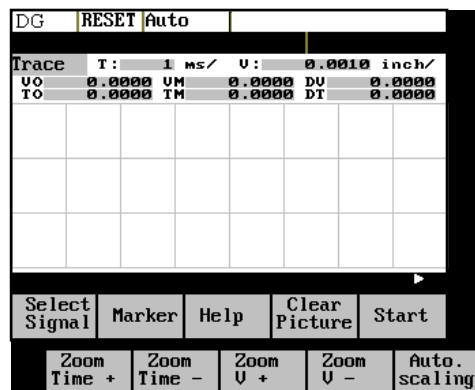 DG RESET Auto
Trace T: 1 ms/ V: 0.0010 inch/
VO 0.0000 VM 0.0000 DV 0.0000
TO 0.0000 TM 0.0000 DT 0.0000
Select Signal Marker Help Clear Picture Start
Zoom Time + Zoom Time - Zoom V + Zoom V - Auto. scaling